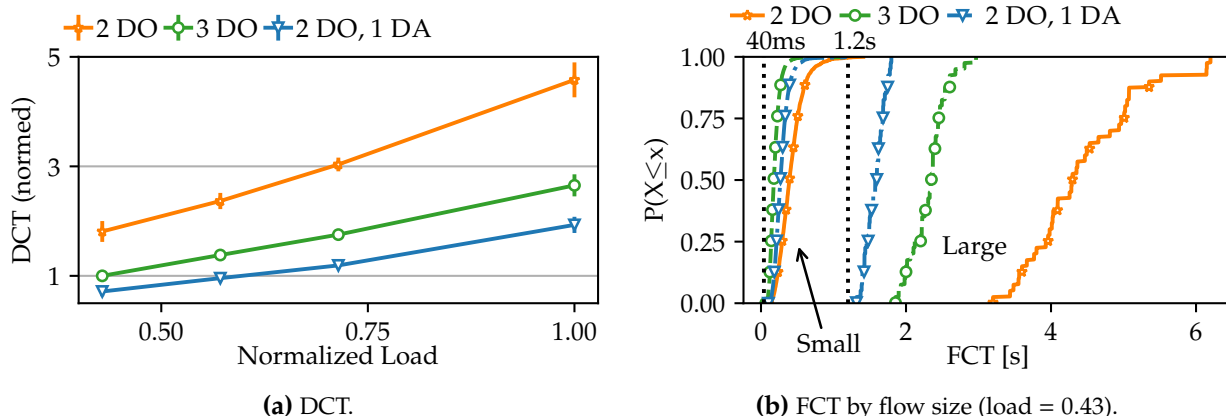 2 DO 3 DO 2 DO, 1 DA
5
3
1
DCT (normed)
0.50 0.75 1.00
Normalized Load
(a) DCT.
2 DO 3 DO 2 DO, 1 DA
40ms 1.2s
1.00
0.75
0.50
0.25
0.00
P(X≤x)
Large
Small
0 2 4 6
FCT [s]
(b) FCT by flow size (load = 0.43).